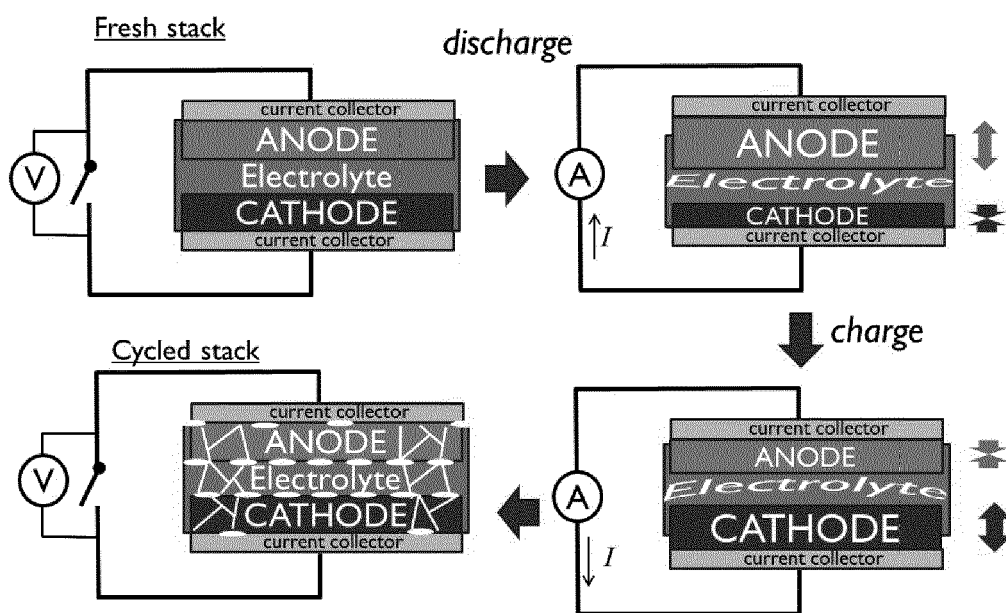 Fresh stack
discharge
current collector
ANODE
Electrolyte
CATHODE
current collector
V
current collector
ANODE
Electrolyte
CATHODE
current collector
A
I
charge
Cycled stack
current collector
ANODE
Electrolyte
CATHODE
current collector
V
current collector
ANODE
Electrolyte
CATHODE
current collector
A
I